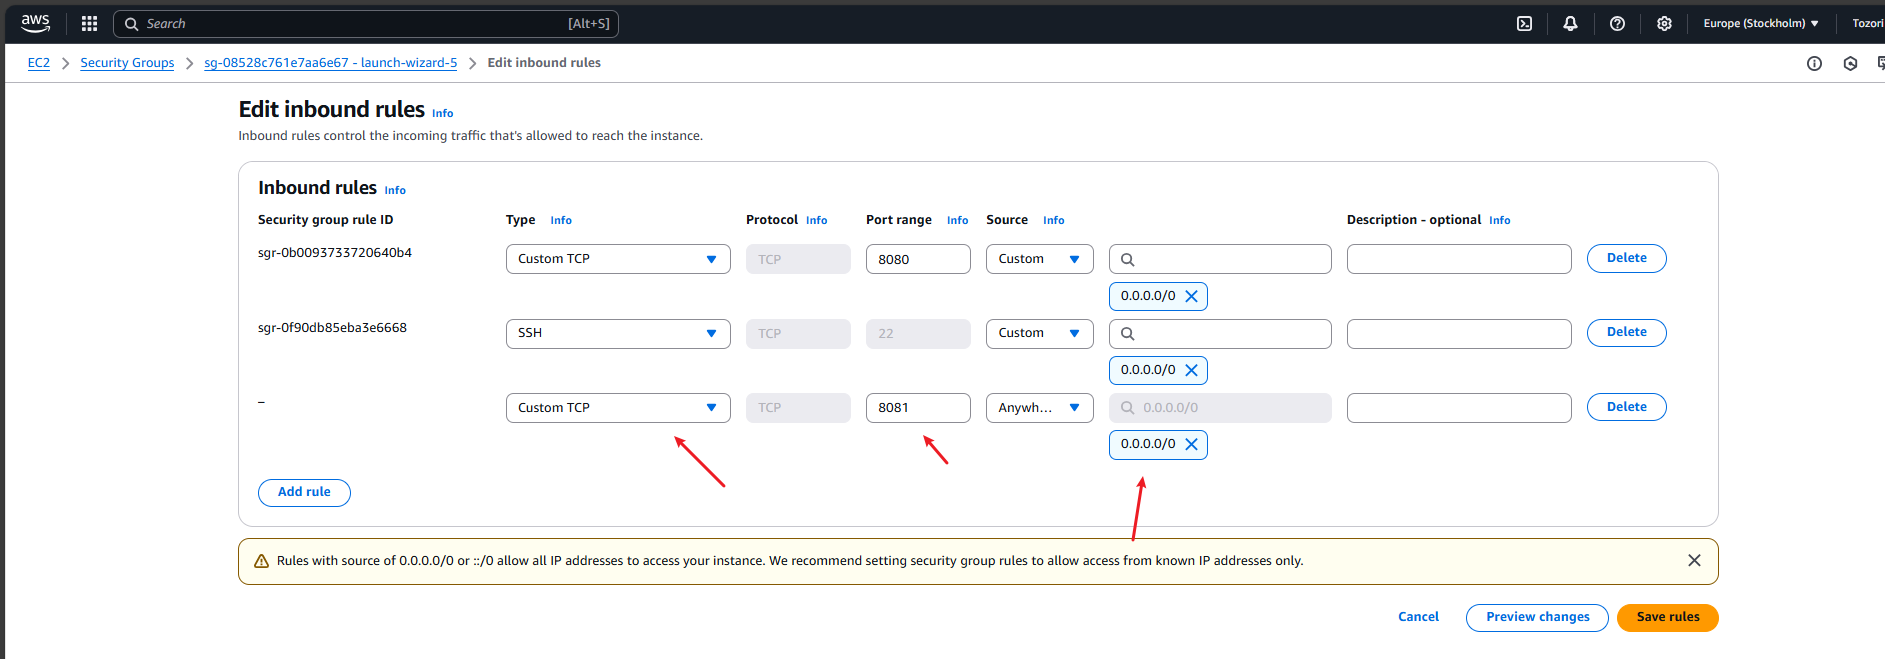 aws Search [Alt+S] Europe (Stockholm) Tozori
EC2 Security Groups sg-08528c761e7aa6e67 - launch-wizard-5 Edit inbound rules
Edit inbound rules Info
Inbound rules control the incoming traffic that's allowed to reach the instance.
Inbound rules Info
Security group rule ID Type Info Protocol Info Port range Info Source Info Description - optional Info
sgr-0b0093733720640b4 Custom TCP TCP 8080 Custom Delete
0.0.0.0/0
sgr-0f90db85eba3e6668 SSH TCP 22 Custom Delete
0.0.0.0/0
– Custom TCP TCP 8081 Anywh... 0.0.0.0/0 Delete
0.0.0.0/0
Add rule
Rules with source of 0.0.0.0/0 or ::/0 allow all IP addresses to access your instance. We recommend setting security group rules to allow access from known IP addresses only.
Cancel Preview changes Save rules